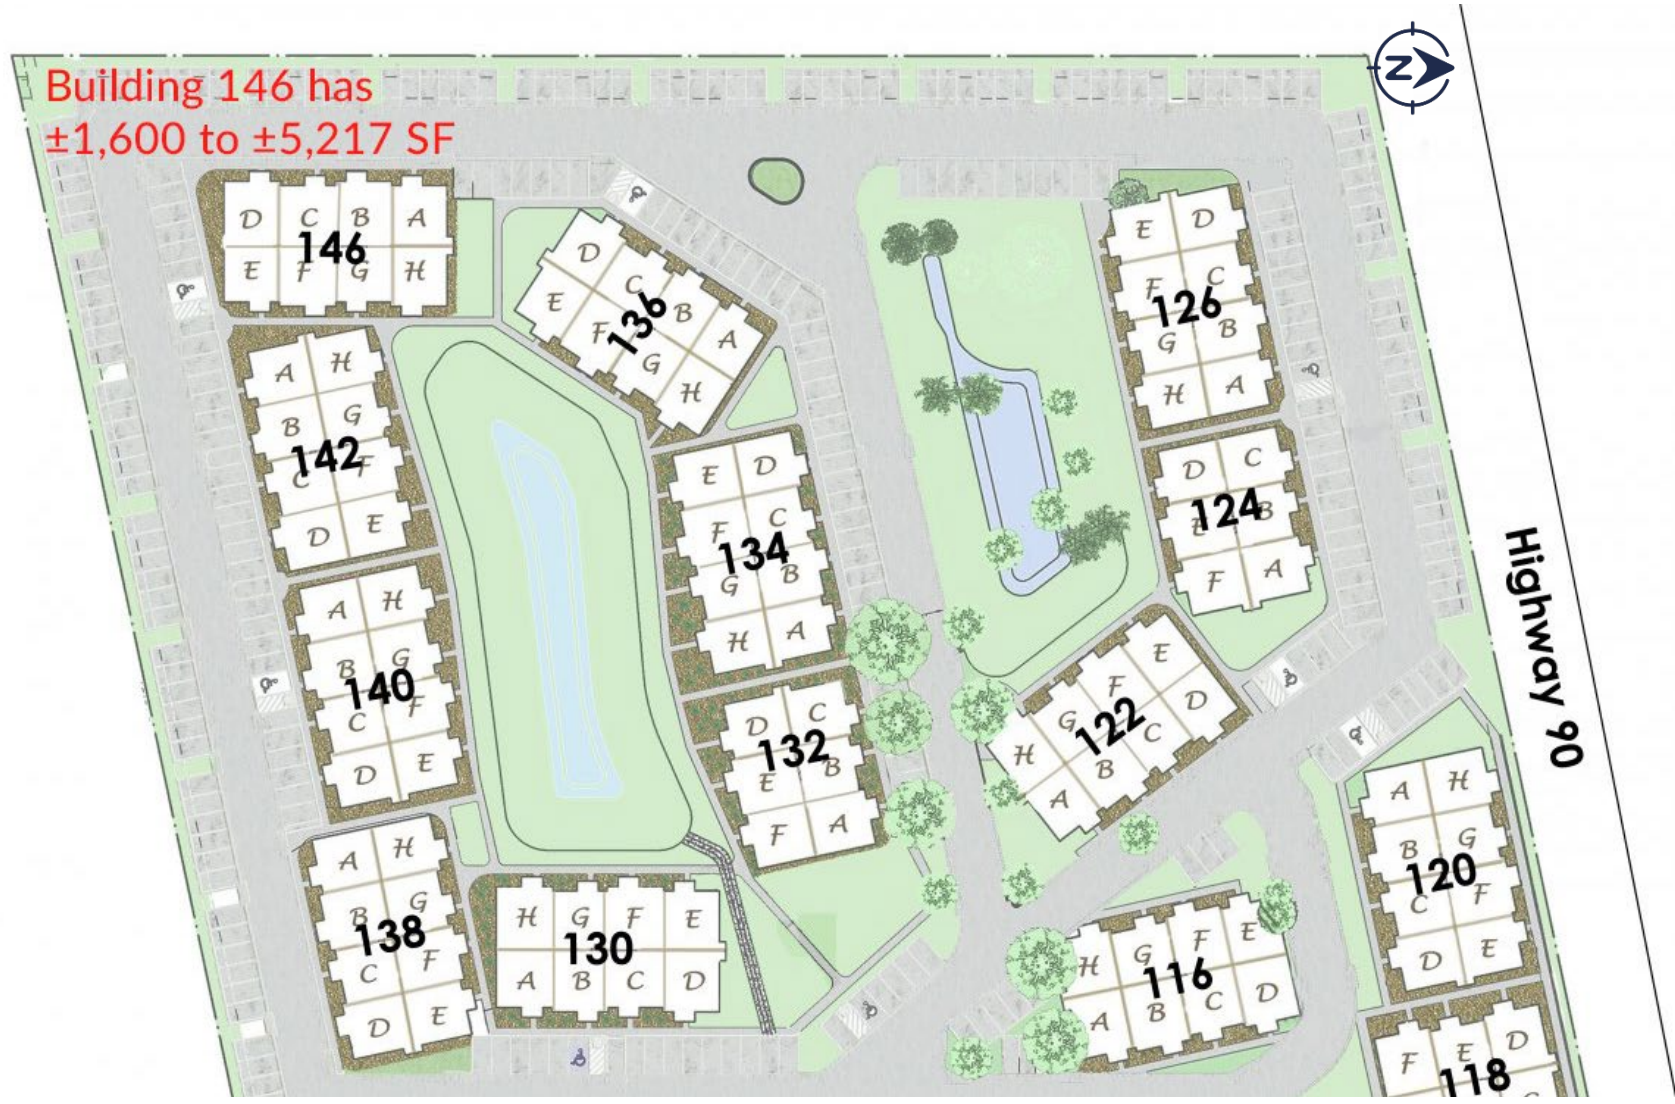 Building 146 has
±1,600 to ±5,217 SF
N
Highway 90
D C B A
146
E F G H
D
C
E B
136
F A
G
H
E D
F C
126
G B
H A
A H
B G
142
C F
D E
E D
F C
134
G B
H A
D C
124
E B
F A
A H
B G
140
C F
D E
D C
132
E B
F A
E
F
G D
122
H C
B
A
A H
B G
120
C F
D E
A H
B G
138
C F
D E
H G F E
130
A B C D
H G F E
116
A B C D
F E D
118